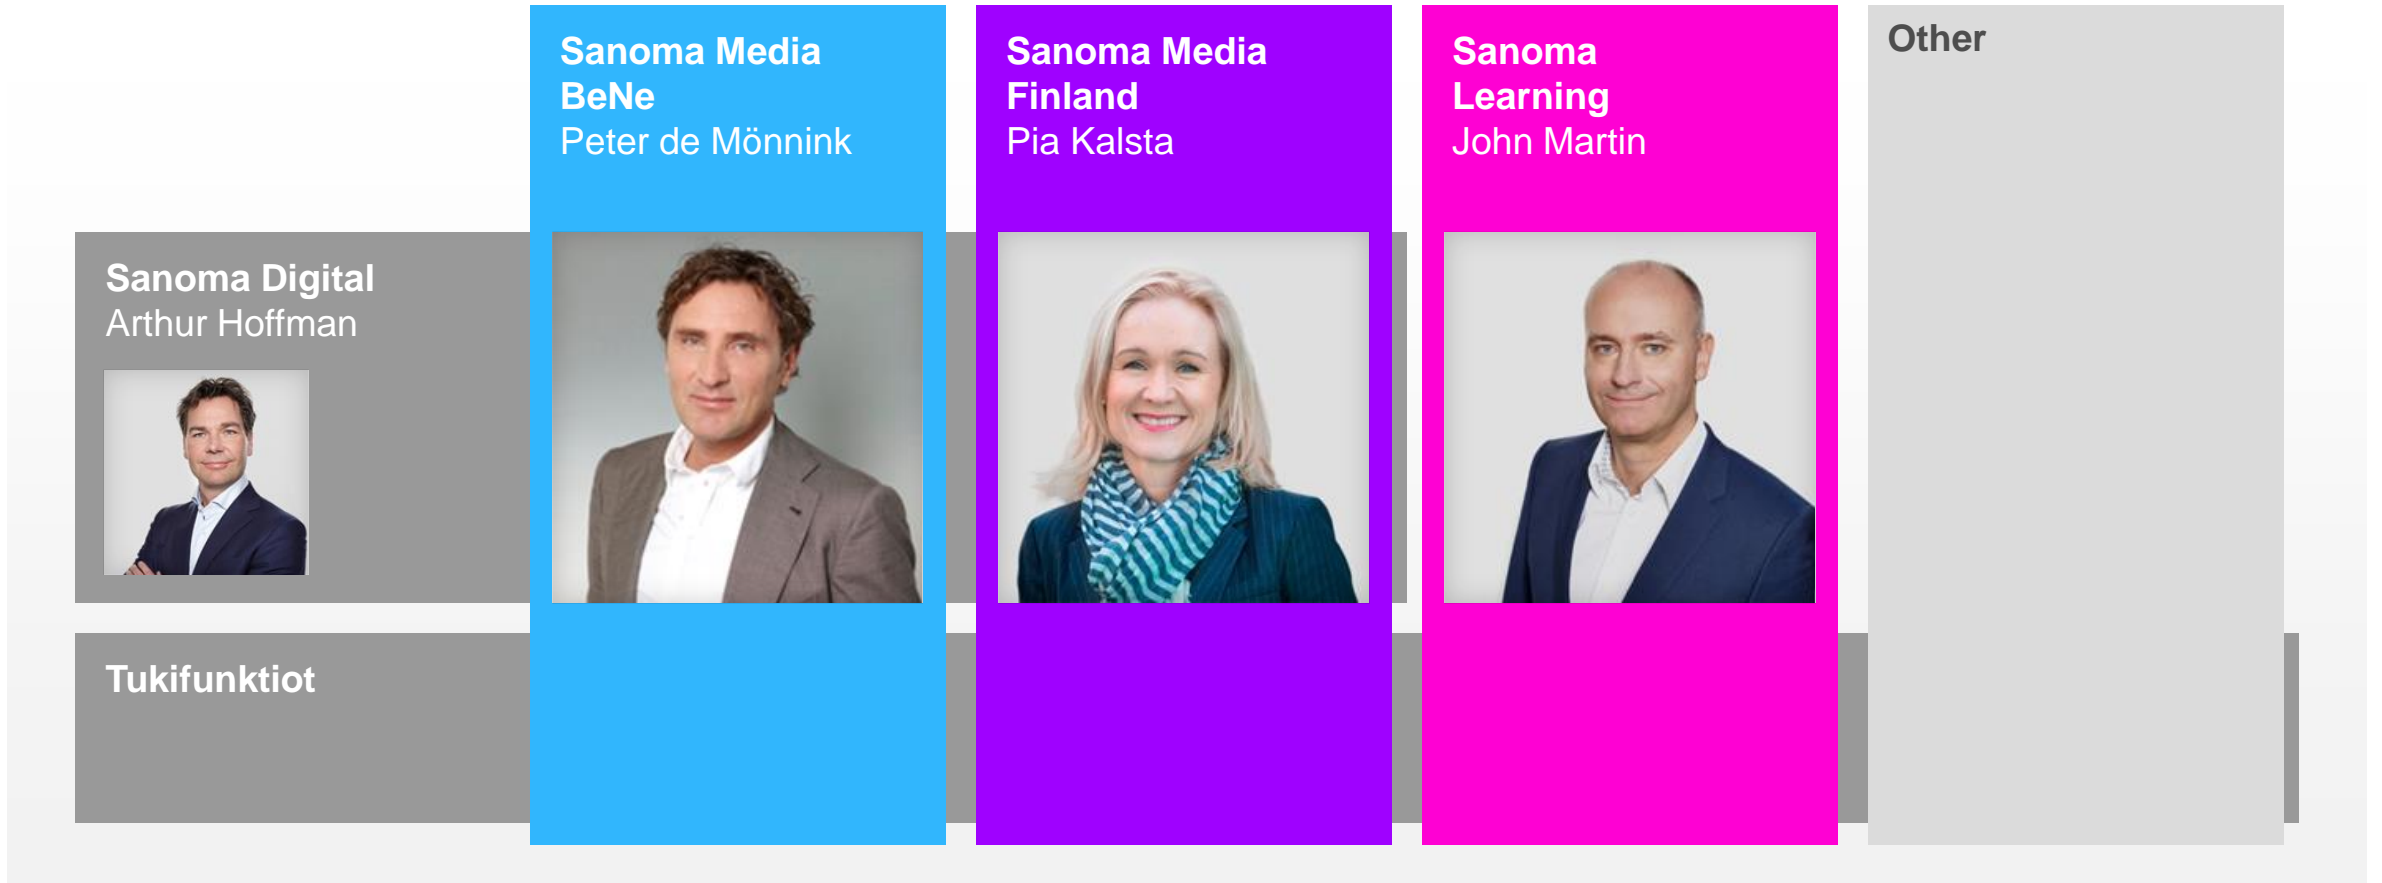 Sanoma Media
BeNe
Peter de Mönnink
Sanoma Media
Finland
Pia Kalsta
Sanoma
Learning
John Martin
Other
Sanoma Digital
Arthur Hoffman
Tukifunktiot